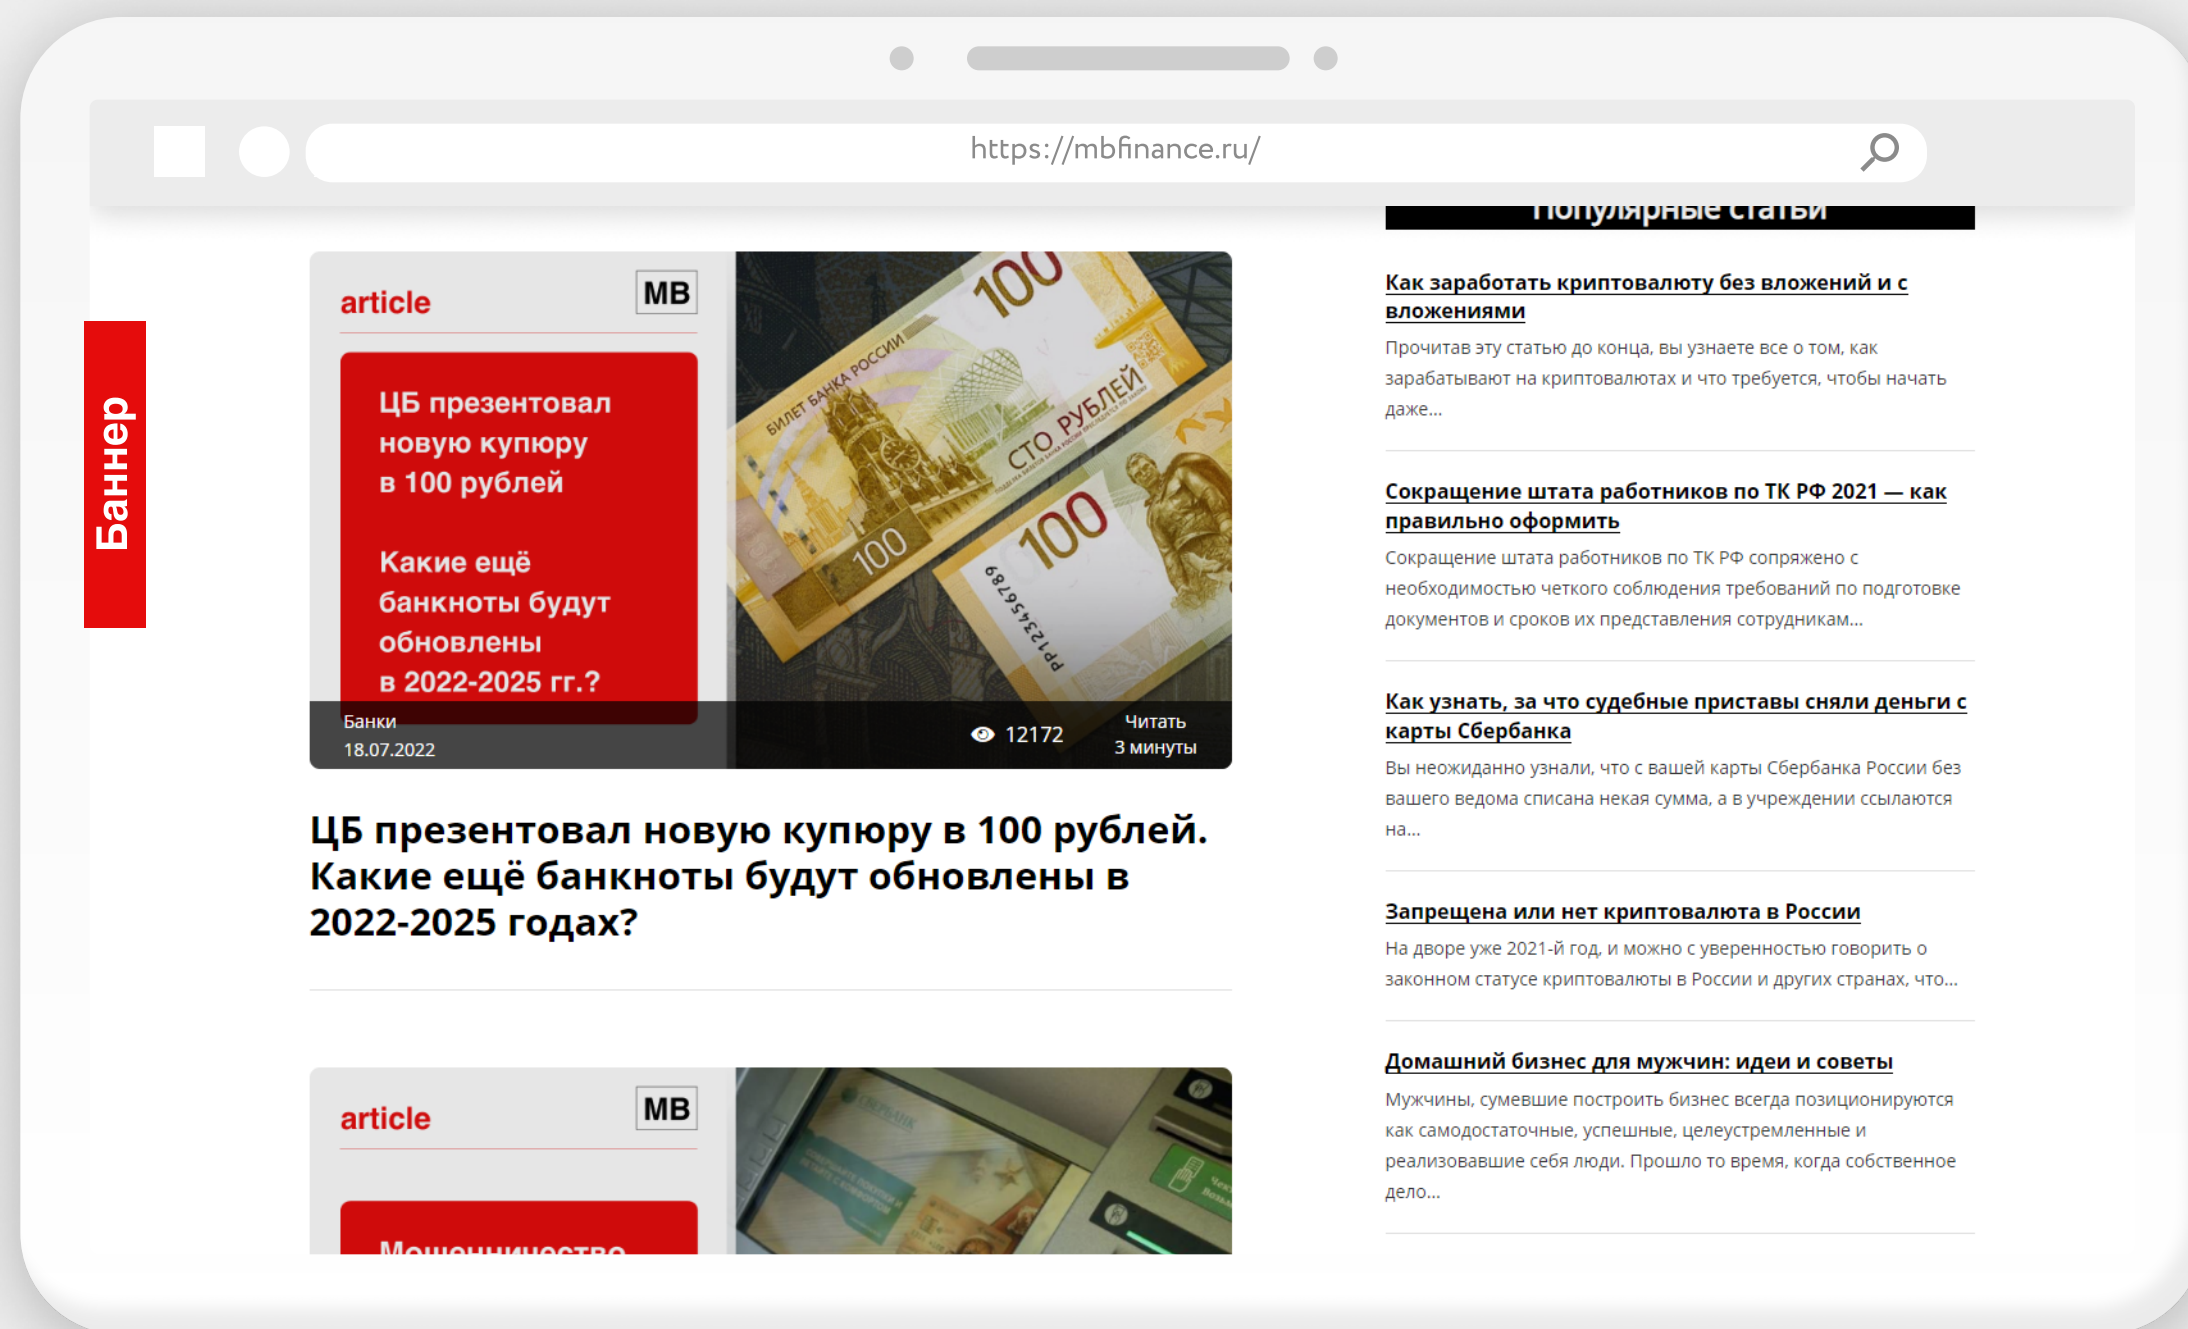 https://mbfinance.ru/
Баннер
article
MB
ЦБ презентовал
новую купюру
в 100 рублей
Какие ещё
банкноты будут
обновлены
в 2022-2025 гг.?
100
БИЛЕТ БАНКА РОССИИ
СТО РУБЛЕЙ
100
100
РР123456789
Банки
18.07.2022
12172
Читать
3 минуты
ЦБ презентовал новую купюру в 100 рублей.
Какие ещё банкноты будут обновлены в
2022-2025 годах?
article
MB
Мошенничество
СБЕРБАНК
СОВЕРШАЙТЕ ПОКУПКИ И
Популярные статьи
Как заработать криптовалюту без вложений и с
вложениями
Прочитав эту статью до конца, вы узнаете все о том, как
зарабатывают на криптовалютах и что требуется, чтобы начать
даже...
Сокращение штата работников по ТК РФ 2021 — как
правильно оформить
Сокращение штата работников по ТК РФ сопряжено с
необходимостью четкого соблюдения требований по подготовке
документов и сроков их представления сотрудникам...
Как узнать, за что судебные приставы сняли деньги с
карты Сбербанка
Вы неожиданно узнали, что с вашей карты Сбербанка России без
вашего ведома списана некая сумма, а в учреждении ссылаются
на...
Запрещена или нет криптовалюта в России
На дворе уже 2021-й год, и можно с уверенностью говорить о
законном статусе криптовалюты в России и других странах, что...
Домашний бизнес для мужчин: идеи и советы
Мужчины, сумевшие построить бизнес всегда позиционируются
как самодостаточные, успешные, целеустремленные и
реализовавшие себя люди. Прошло то время, когда собственное
дело...